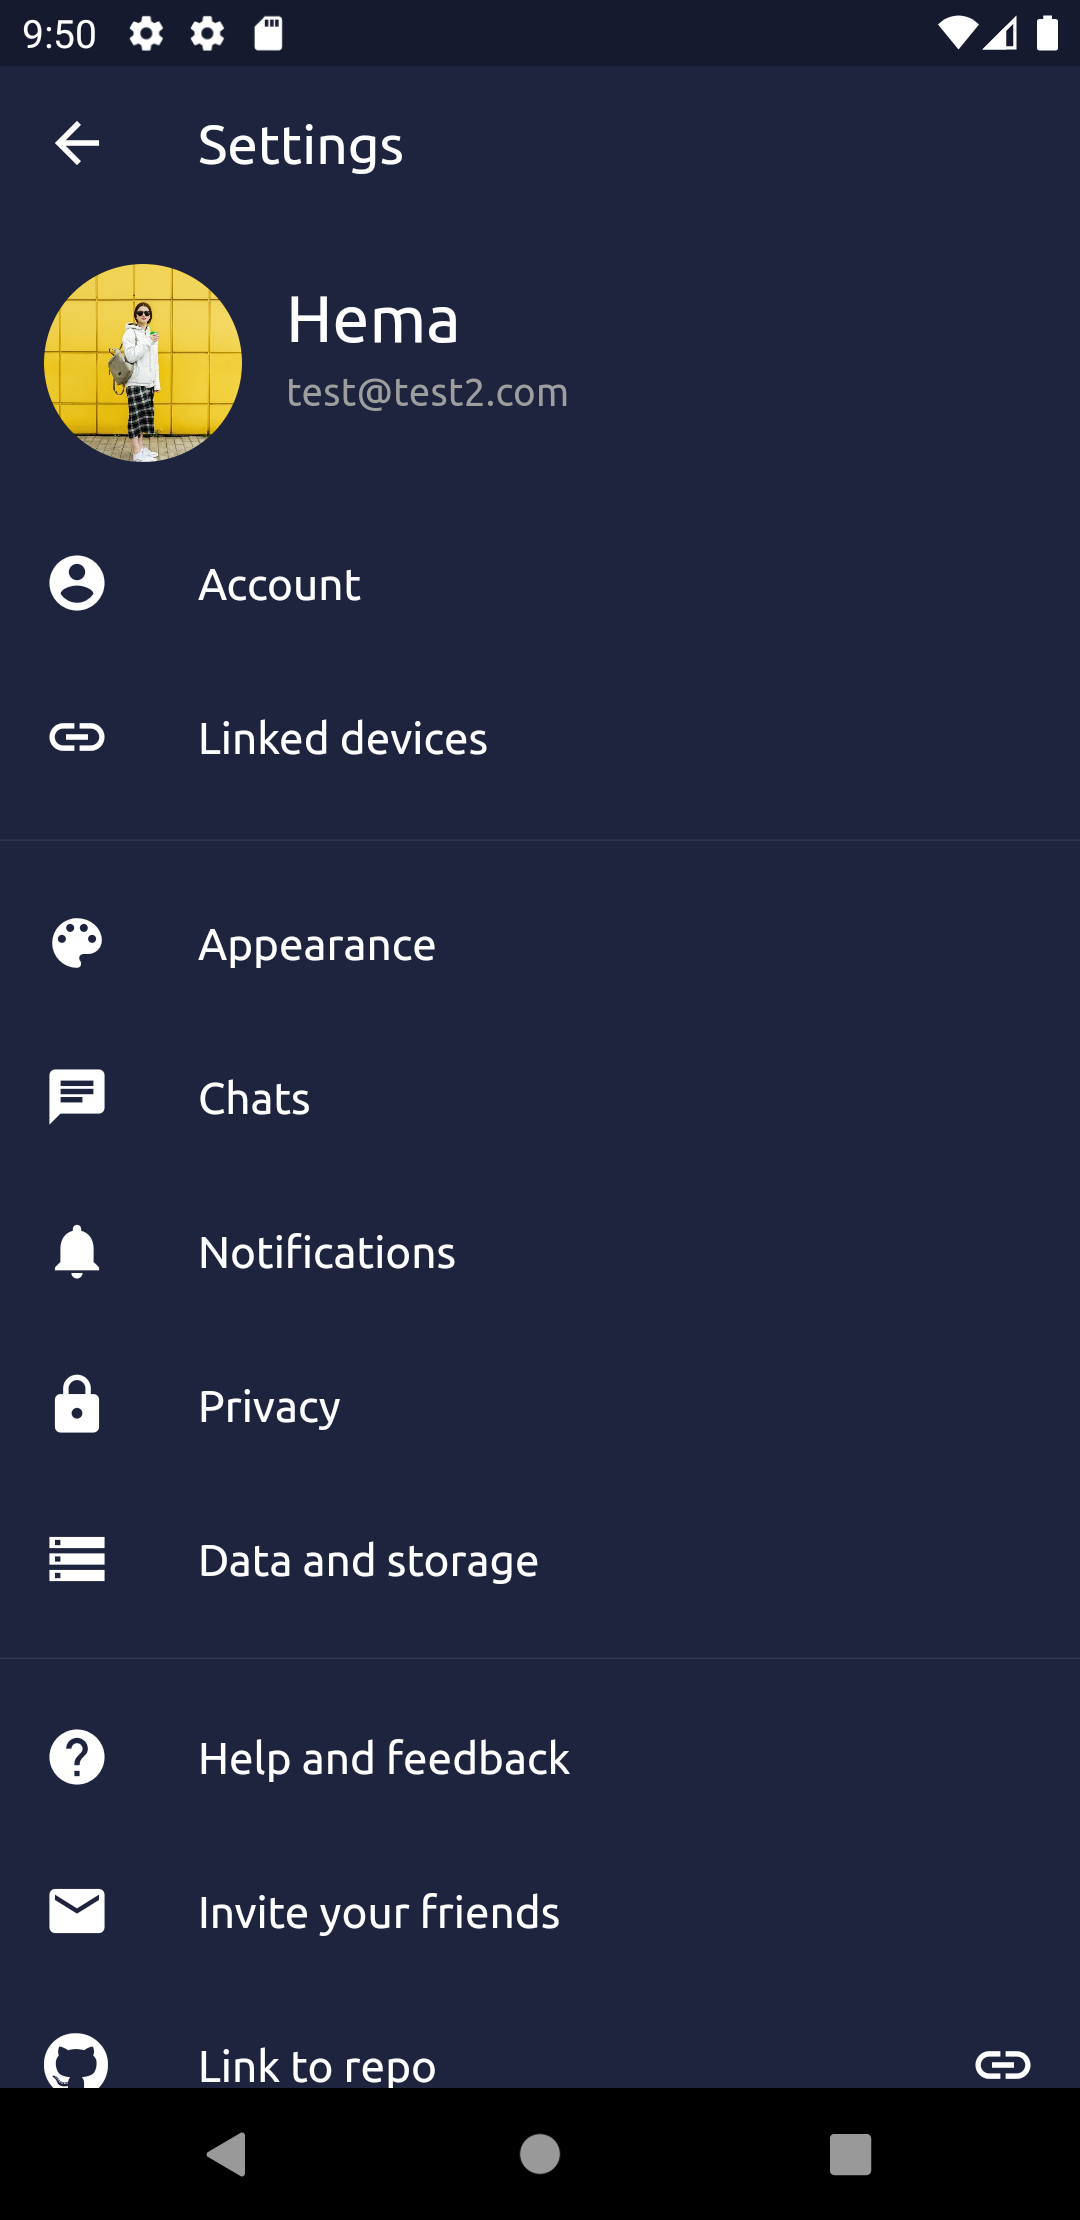 9:50
Settings
Hema
test@test2.com
Account
Linked devices
Appearance
Chats
Notifications
Privacy
Data and storage
Help and feedback
Invite your friends
Link to repo